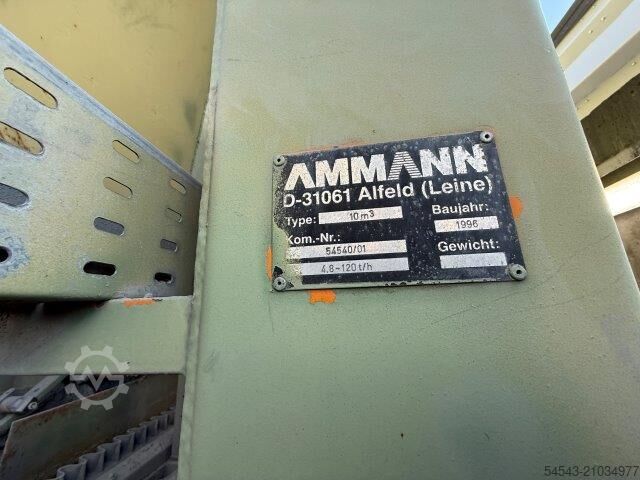 AMMANN
D-31061 Alfeld (Leine)
Type: 10 m³ Baujahr: 1996
Kom.-Nr.: 54540/01 Gewicht:
4,8-120 t/h
54543-21034977